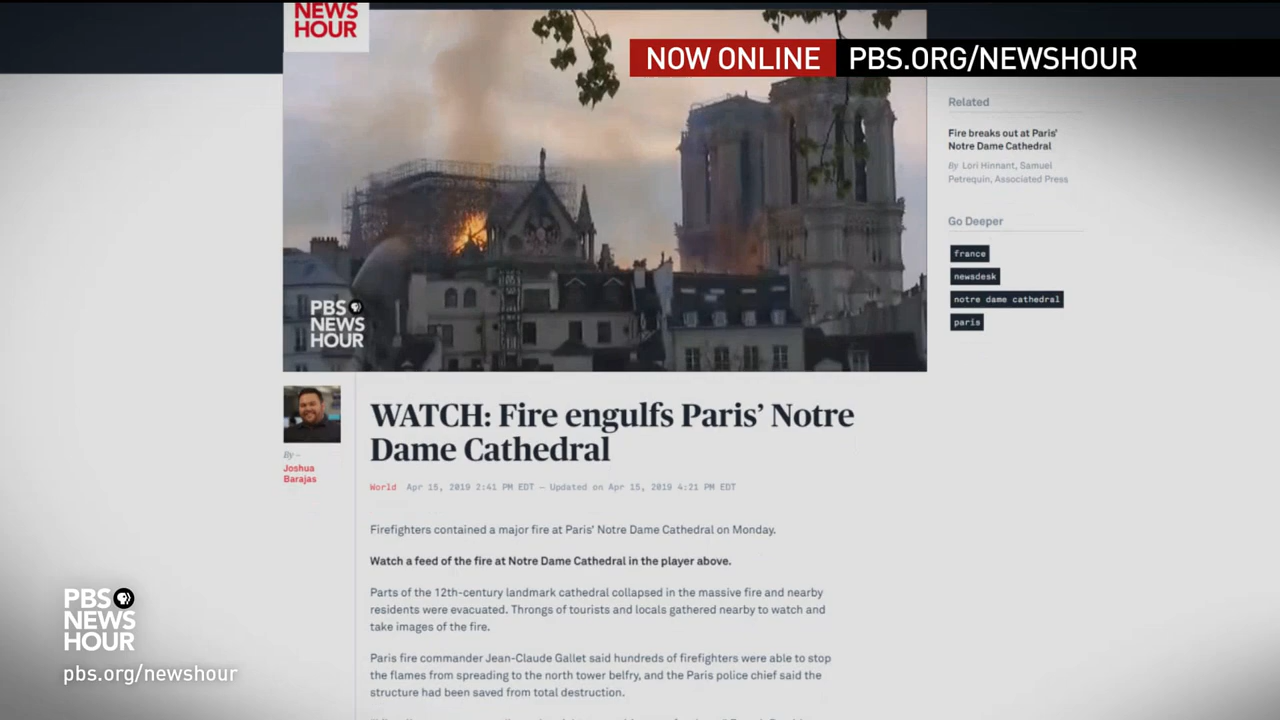 NEWS
HOUR
NOW ONLINE
PBS.ORG/NEWSHOUR
Related
Fire breaks out at Paris'
Notre Dame Cathedral
By Lori Hinnant, Samuel
Petrequin, Associated Press
Go Deeper
france
newsdesk
notre dame cathedral
paris
PBS
NEWS
HOUR
WATCH: Fire engulfs Paris’ Notre
Dame Cathedral
By –
Joshua
Barajas
World Apr 15, 2019 2:41 PM EDT — Updated on Apr 15, 2019 4:21 PM EDT
Firefighters contained a major fire at Paris’ Notre Dame Cathedral on Monday.
Watch a feed of the fire at Notre Dame Cathedral in the player above.
Parts of the 12th-century landmark cathedral collapsed in the massive fire and nearby
residents were evacuated. Throngs of tourists and locals gathered nearby to watch and
take images of the fire.
Paris fire commander Jean-Claude Gallet said hundreds of firefighters were able to stop
the flames from spreading to the north tower belfry, and the Paris police chief said the
structure had been saved from total destruction.
PBS
NEWS
HOUR
pbs.org/newshour